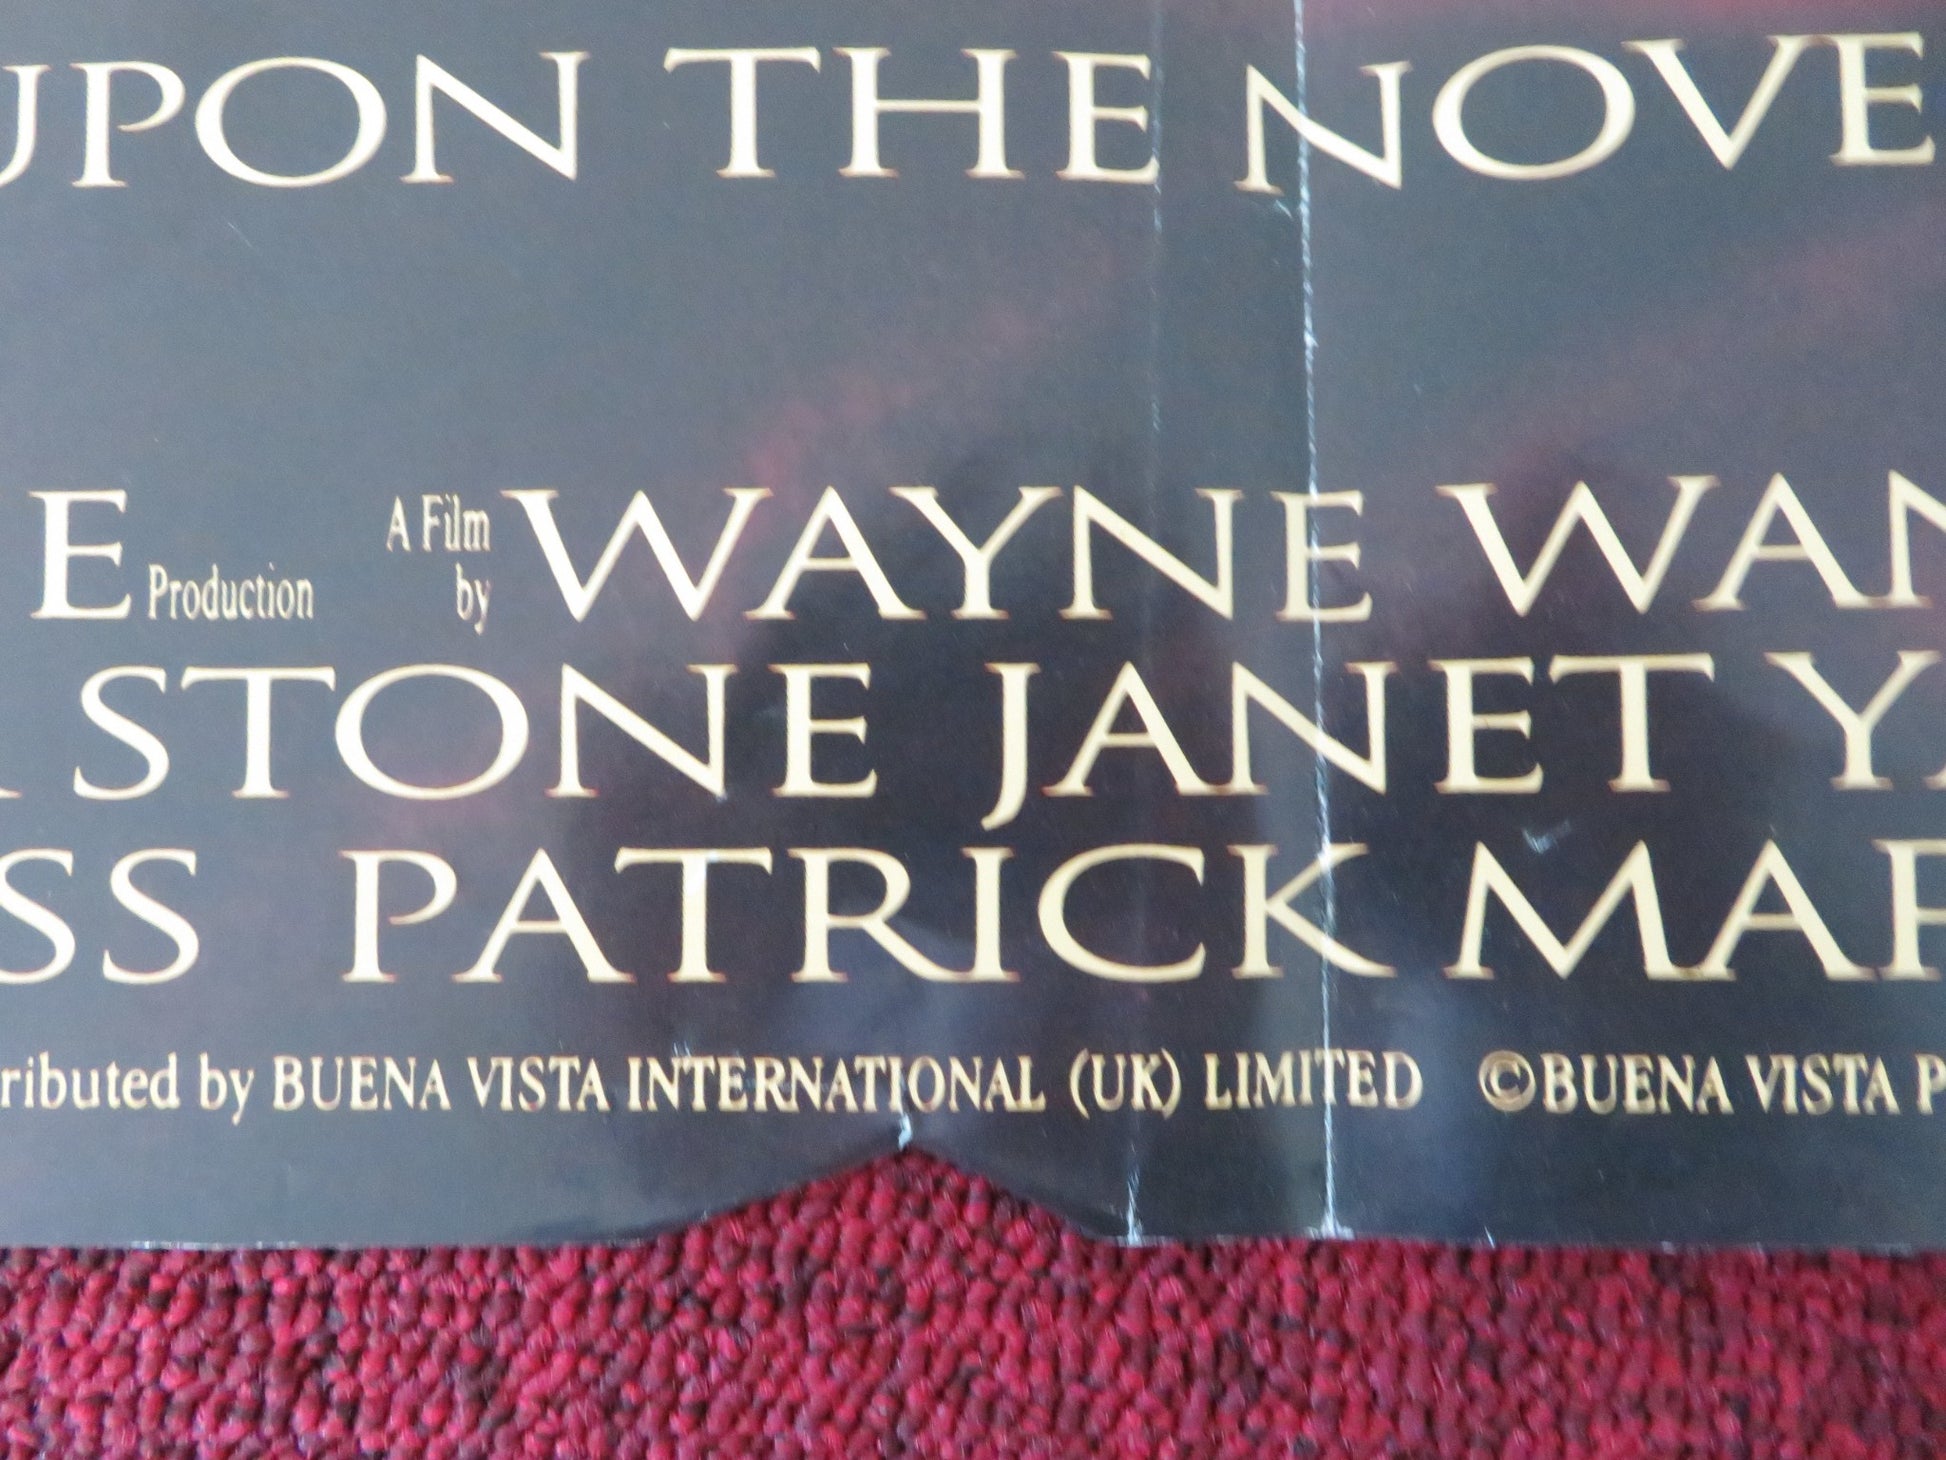 UPON THE NOVE
E Production A Film by WAYNE WAN
STONE JANET YA
SS PATRICK MAR
ributed by BUENA VISTA INTERNATIONAL (UK) LIMITED ©BUENA VISTA P